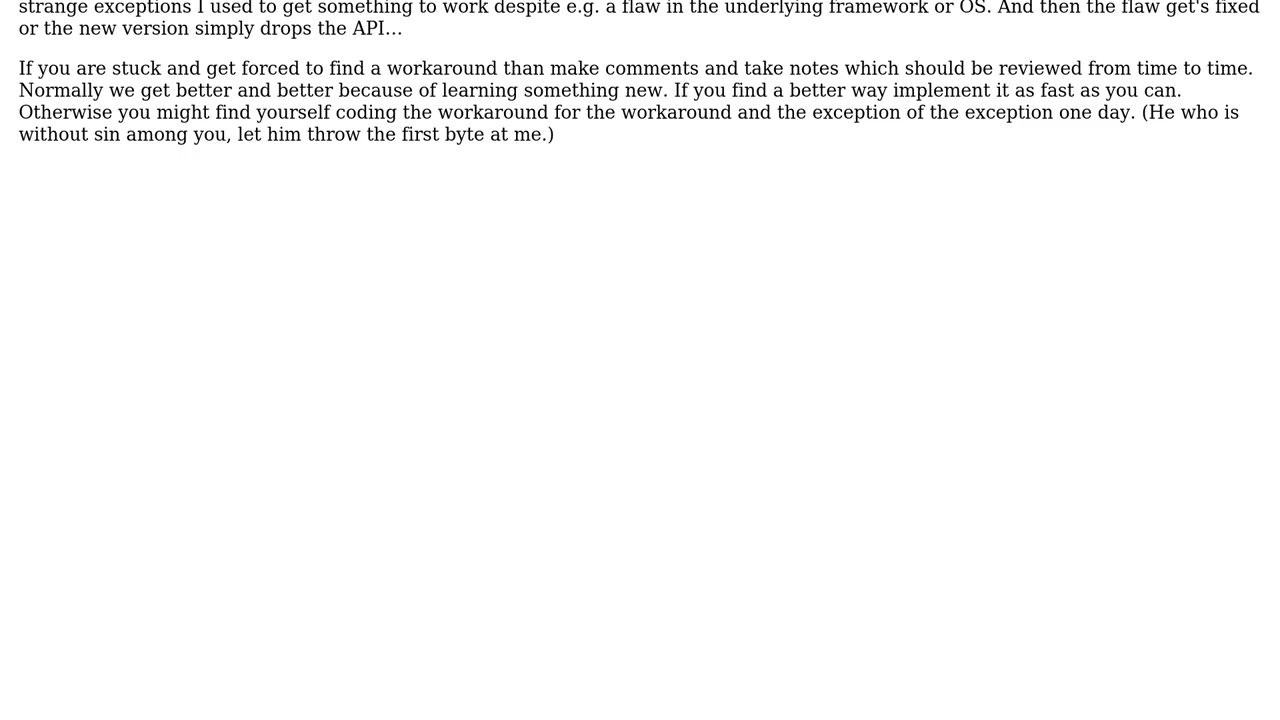 strange exceptions I used to get something to work despite e.g. a flaw in the underlying framework or OS. And then the flaw get's fixed
or the new version simply drops the API…
If you are stuck and get forced to find a workaround than make comments and take notes which should be reviewed from time to time.
Normally we get better and better because of learning something new. If you find a better way implement it as fast as you can.
Otherwise you might find yourself coding the workaround for the workaround and the exception of the exception one day. (He who is
without sin among you, let him throw the first byte at me.)